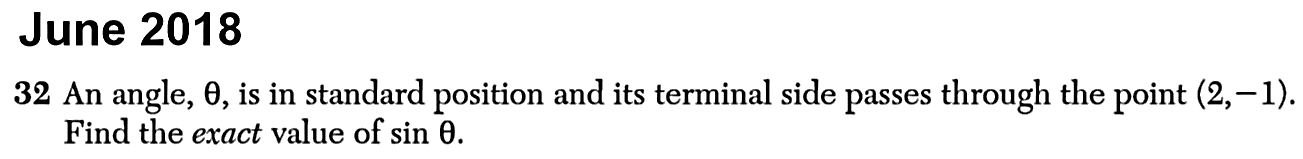 June 2018
32 An angle, θ, is in standard position and its terminal side passes through the point (2,−1).
Find the exact value of sin θ.